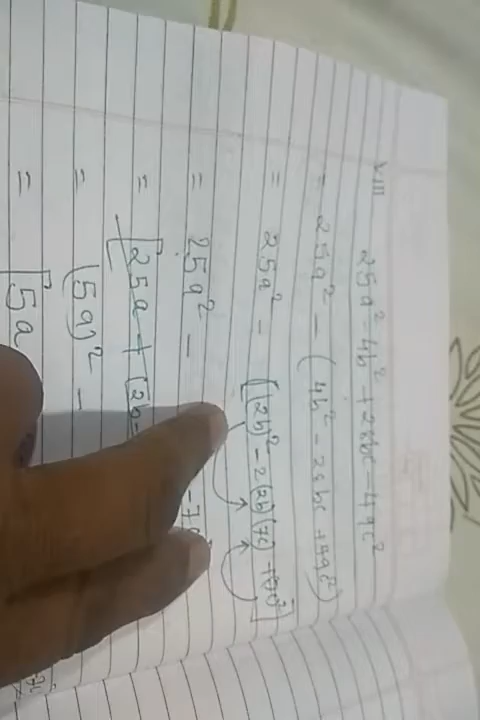 VIII 25a² - 4b² + 28bc - 49c²
= 25a² - (4b² - 28bc + 49c²)
= 25a² - [(2b)² - 2(2b)(7c) + (7c)²]
= 25a² -
= [25a + (2b -
= (5a)² -
= [5a